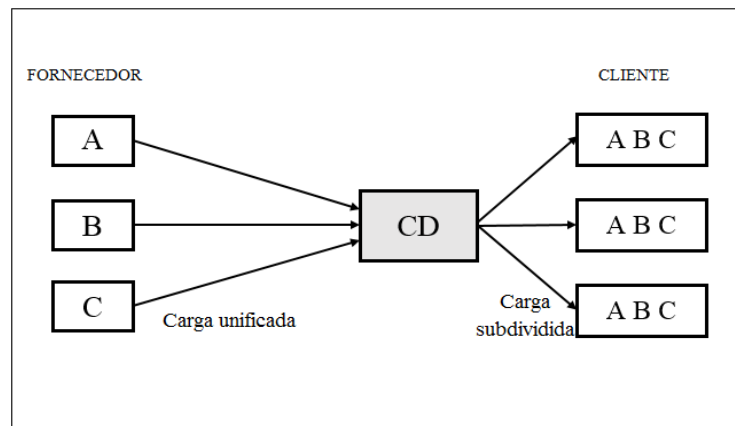 FORNECEDOR
CLIENTE
A
A B C
B
CD
A B C
C
Carga unificada
Carga
subdividida
A B C